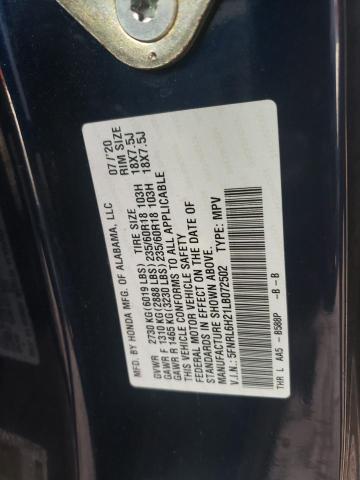 MFD. BY HONDA MFG. OF ALABAMA, LLC 07/'20
TIRE SIZE RIM SIZE
GVWR 2730 KG(6019 LBS)
GAWR F 1310 KG(2888 LBS) 235/60R18 103H 18X7.5J
GAWR R 1465 KG(3230 LBS) 235/60R18 103H 18X7.5J
THIS VEHICLE CONFORMS TO ALL APPLICABLE
FEDERAL MOTOR VEHICLE SAFETY
STANDARDS IN EFFECT ON THE DATE OF
MANUFACTURE SHOWN ABOVE.
V.I.N.: 5FNRL6H21LB072502 TYPE: MPV
THR L AA5 - B588P -B - B